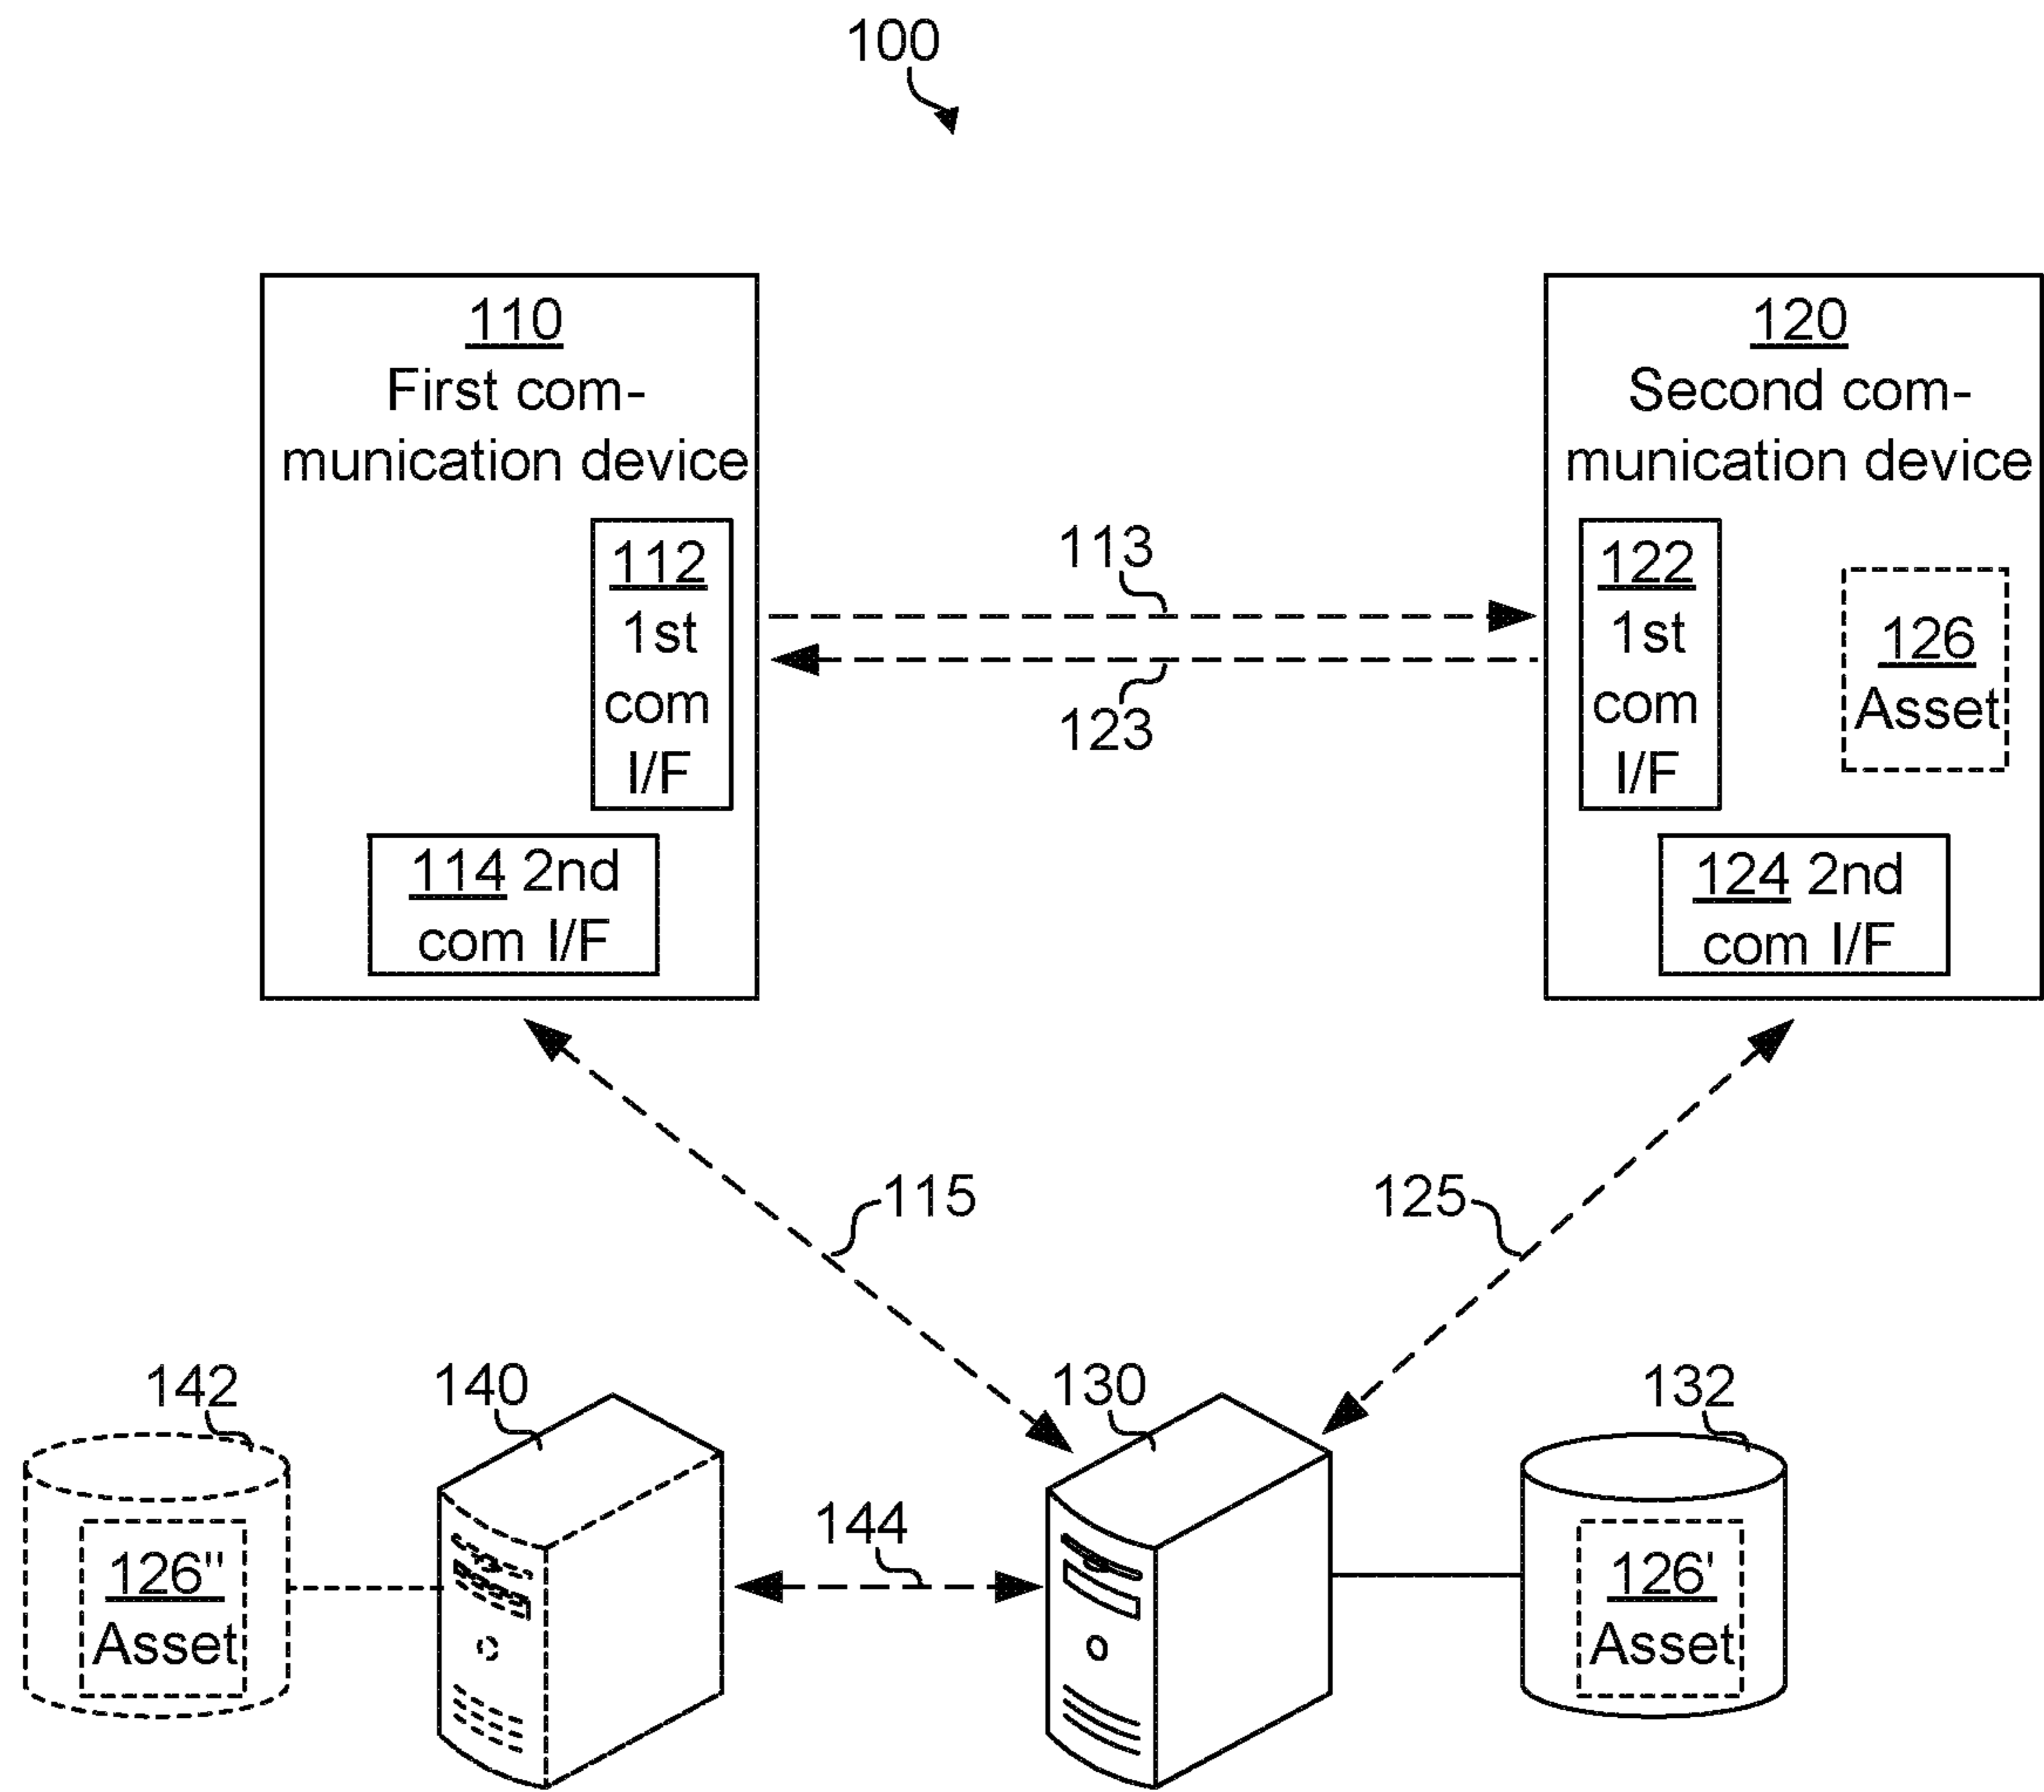 100
110
First com-
munication device
112
1st
com
I/F
114 2nd
com I/F
113
123
120
Second com-
munication device
122
1st
com
I/F
126
Asset
124 2nd
com I/F
115
125
142
140
130
132
144
126"
Asset
126'
Asset